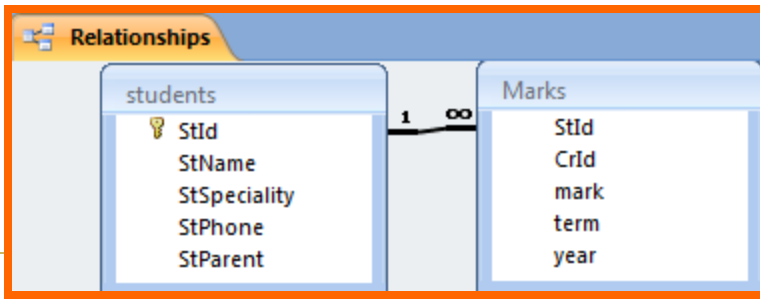 Relationships
students
StId
StName
StSpeciality
StPhone
StParent
1 ∞
Marks
StId
CrId
mark
term
year